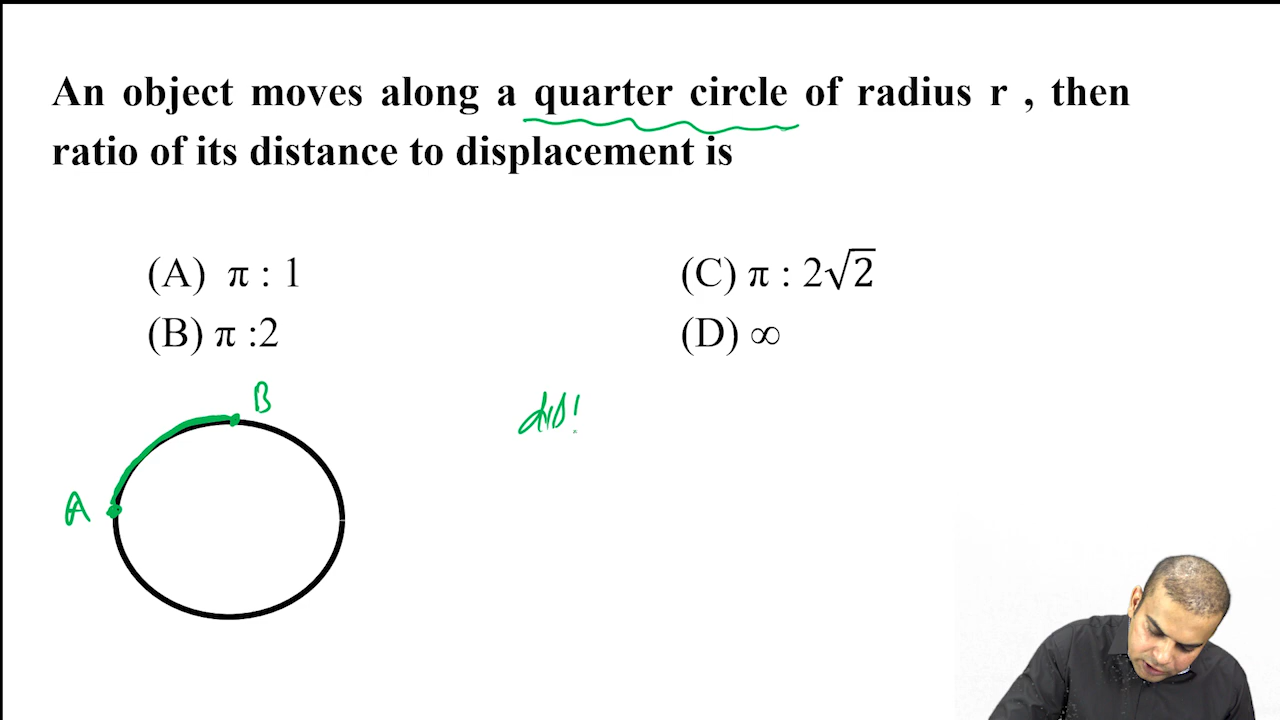 An object moves along a quarter circle of radius r , then
ratio of its distance to displacement is
(A) π : 1
(C) π : 2√2
(B) π :2
(D) ∞
B
A